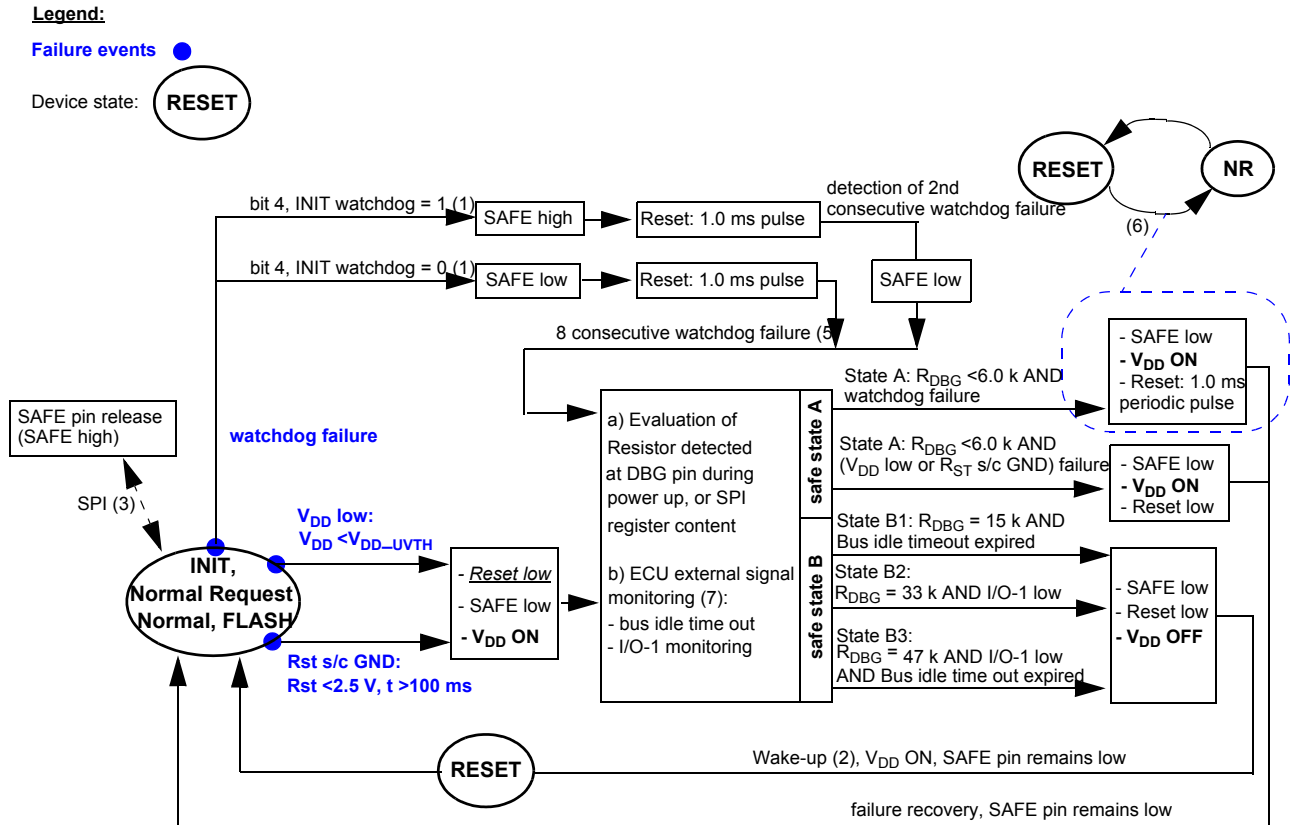 Legend:
Failure events
Device state:
RESET
RESET
NR
(6)
bit 4, INIT watchdog = 1 (1)
SAFE high
Reset: 1.0 ms pulse
detection of 2nd
consecutive watchdog failure
bit 4, INIT watchdog = 0 (1)
SAFE low
Reset: 1.0 ms pulse
SAFE low
8 consecutive watchdog failure (5
SAFE pin release
(SAFE high)
SPI (3)
watchdog failure
VDD low:
VDD <VDD_UVTH
INIT,
Normal Request
Normal, FLASH
Rst s/c GND:
Rst <2.5 V, t >100 ms
- Reset low
- SAFE low
- VDD ON
a) Evaluation of
Resistor detected
at DBG pin during
power up, or SPI
register content
b) ECU external signal
monitoring (7):
- bus idle time out
- I/O-1 monitoring
safe state A
safe state B
State A: RDBG <6.0 k AND
watchdog failure
- SAFE low
- VDD ON
- Reset: 1.0 ms
periodic pulse
State A: RDBG <6.0 k AND
(VDD low or RST s/c GND) failure
- SAFE low
- VDD ON
- Reset low
State B1: RDBG = 15 k AND
Bus idle timeout expired
State B2:
RDBG = 33 k AND I/O-1 low
State B3:
RDBG = 47 k AND I/O-1 low
AND Bus idle time out expired
- SAFE low
- Reset low
- VDD OFF
RESET
Wake-up (2), VDD ON, SAFE pin remains low
failure recovery, SAFE pin remains low